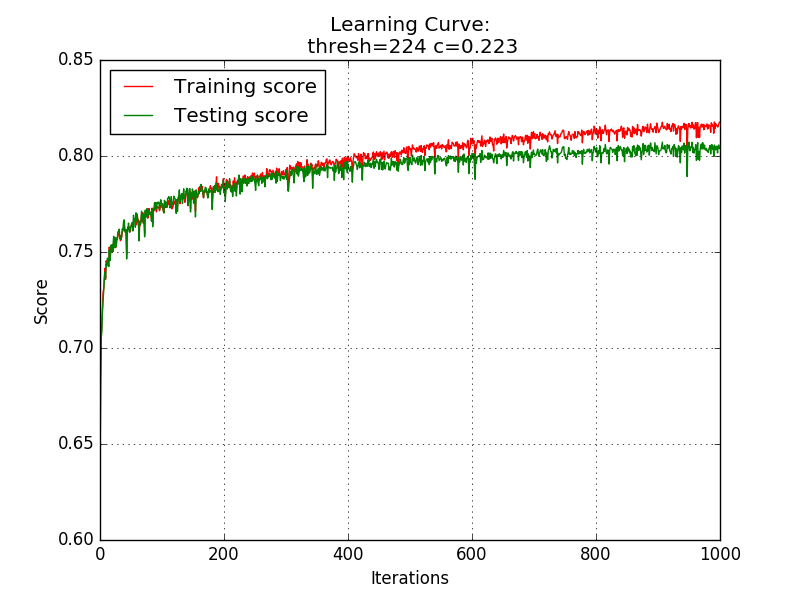 Learning Curve:
thresh=224 c=0.223
Training score
Testing score
0.85
0.80
0.75
0.70
0.65
0.60
Score
0 200 400 600 800 1000
Iterations